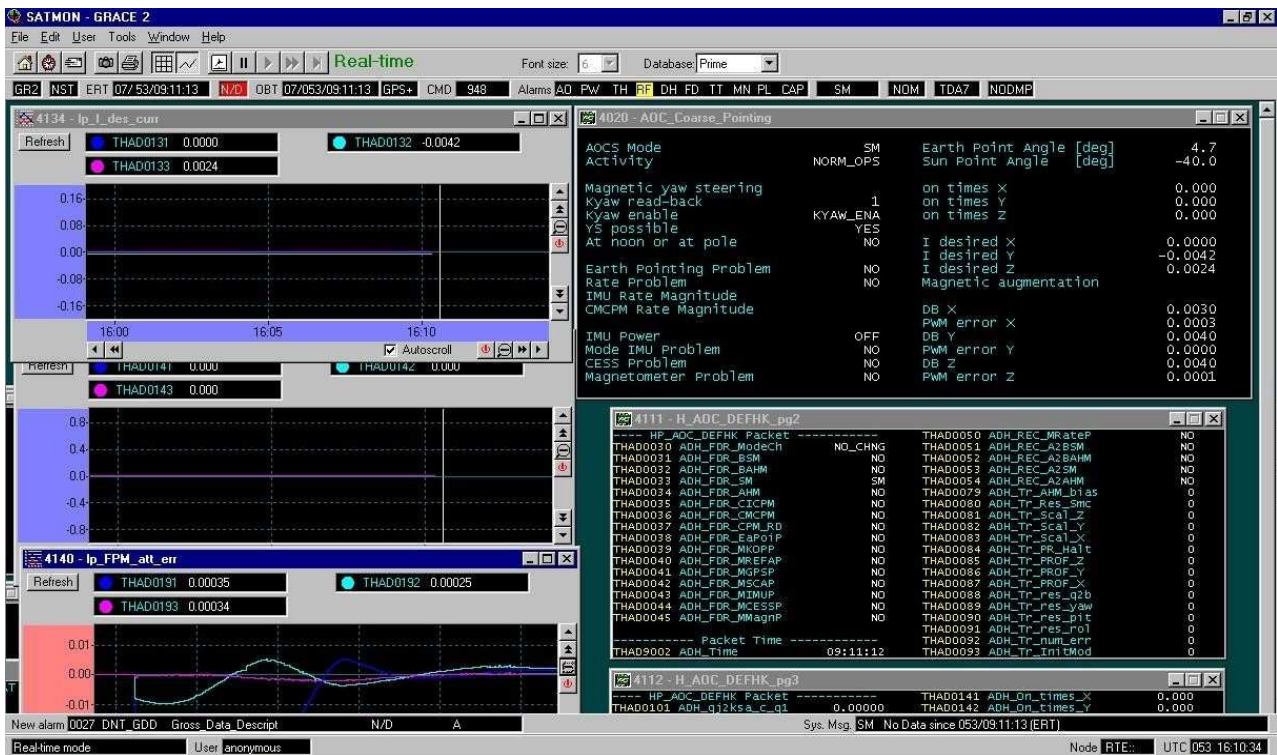 SATMON - GRACE 2
File Edit User Tools Window Help
Real-time Font size: 6 Database: Prime
GR2 NST ERT 07/ 53/09:11:13 N/D OBT 07/053/09:11:13 GPS+ CMD 948 Alarms AO PW TH RF DH FD TT MN PL CAP SM NOM TDA7 NODMP
4134 - lp_I_des_curr
Refresh THAD0131 0.0000 THAD0132 -0.0042
THAD0133 0.0024
0.16
0.08
0.00
-0.08
-0.16
16:00 16:05 16:10
Autoscroll
Refresh THAD0141 0.000 THAD0142 0.000
THAD0143 0.000
0.8
0.4
0.0
-0.4
-0.8
4140 - lp_FPM_att_err
Refresh THAD0191 0.00035 THAD0192 0.00025
THAD0193 0.00034
0.01
0.00
-0.01
4020 - AOC_Coarse_Pointing
AOCS Mode SM Earth Point Angle [deg] 4.7
Activity NORM_OPS Sun Point Angle [deg] -40.0
Magnetic yaw steering on times X 0.000
Kyaw read-back 1 on times Y 0.000
Kyaw enable KYAW_ENA on times Z 0.000
YS possible YES
At noon or at pole NO I desired X 0.0000
I desired Y -0.0042
Earth Pointing Problem NO I desired Z 0.0024
Rate Problem NO Magnetic augmentation
IMU Rate Magnitude
CMCPM Rate Magnitude DB X 0.0030
PWM error X 0.0003
IMU Power OFF DB Y 0.0040
Mode IMU Problem NO PWM error Y 0.0000
CESS Problem NO DB Z 0.0040
Magnetometer Problem NO PWM error Z 0.0001
4111 - H_AOC_DEFHK_pg2
---- HP_AOC_DEFHK Packet ----------- THAD0050 ADH_REC_MRateP NO
THAD0030 ADH_FDR_ModeCh NO_CHNG THAD0051 ADH_REC_A2BSM NO
THAD0031 ADH_FDR_BSM NO THAD0052 ADH_REC_A2BAHM NO
THAD0032 ADH_FDR_BAHM NO THAD0053 ADH_REC_A2SM NO
THAD0033 ADH_FDR_SM SM THAD0054 ADH_REC_A2AHM NO
THAD0034 ADH_FDR_AHM NO THAD0079 ADH_Tr_AHM_bias 0
THAD0035 ADH_FDR_CICPM NO THAD0080 ADH_Tr_Res_Smc 0
THAD0036 ADH_FDR_CMCPM NO THAD0081 ADH_Tr_Scal_Z 0
THAD0037 ADH_FDR_CPM_RD NO THAD0082 ADH_Tr_Scal_Y 0
THAD0038 ADH_FDR_EaPoiP NO THAD0083 ADH_Tr_Scal_X 0
THAD0039 ADH_FDR_MKOPP NO THAD0084 ADH_Tr_PR_Halt 0
THAD0040 ADH_FDR_MREFAP NO THAD0085 ADH_Tr_PROF_Z 0
THAD0041 ADH_FDR_MGPSP NO THAD0086 ADH_Tr_PROF_Y 0
THAD0042 ADH_FDR_MSCAP NO THAD0087 ADH_Tr_PROF_X 0
THAD0043 ADH_FDR_MIMUP NO THAD0088 ADH_Tr_res_q2b 0
THAD0044 ADH_FDR_MCESSP NO THAD0089 ADH_Tr_res_yaw 0
THAD0045 ADH_FDR_MMagnP NO THAD0090 ADH_Tr_res_pit 0
THAD0091 ADH_Tr_res_rol 0
----------- Packet Time ------------ THAD0092 ADH_Tr_num_err 0
THAD9002 ADH_Time 09:11:12 THAD0093 ADH_Tr_InitMod 0
4112 - H_AOC_DEFHK_pg3
---- HP_AOC_DEFHK Packet ----------- THAD0141 ADH_On_times_X 0.000
THAD0101 ADH_qj2ksa_c_q1 0.00000 THAD0142 ADH_On_times_Y 0.000
New alarm 0027 DNT_GDD Gross_Data_Descript N/D A Sys. Msg. SM No Data since 053/09:11:13 (ERT)
Real-time mode User anonymous Node RTE:: UTC 053 16:10:34